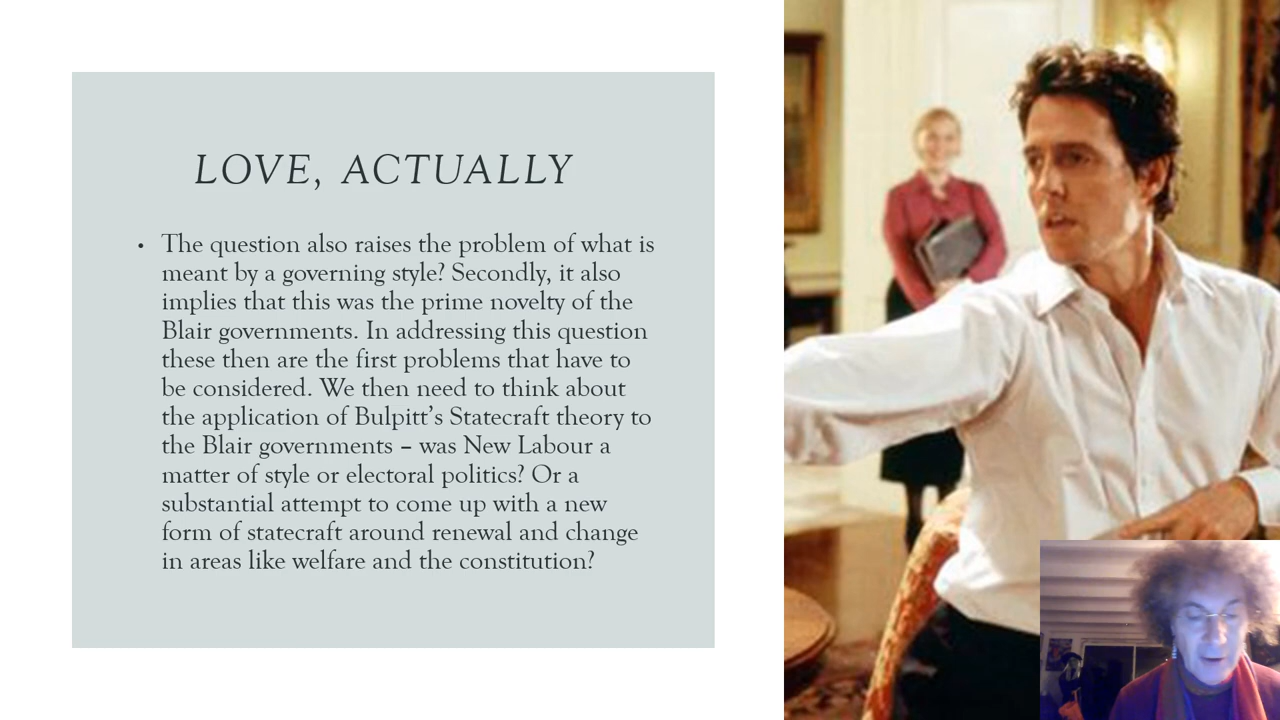 LOVE, ACTUALLY
• The question also raises the problem of what is
meant by a governing style? Secondly, it also
implies that this was the prime novelty of the
Blair governments. In addressing this question
these then are the first problems that have to
be considered. We then need to think about
the application of Bulpitt’s Statecraft theory to
the Blair governments – was New Labour a
matter of style or electoral politics? Or a
substantial attempt to come up with a new
form of statecraft around renewal and change
in areas like welfare and the constitution?